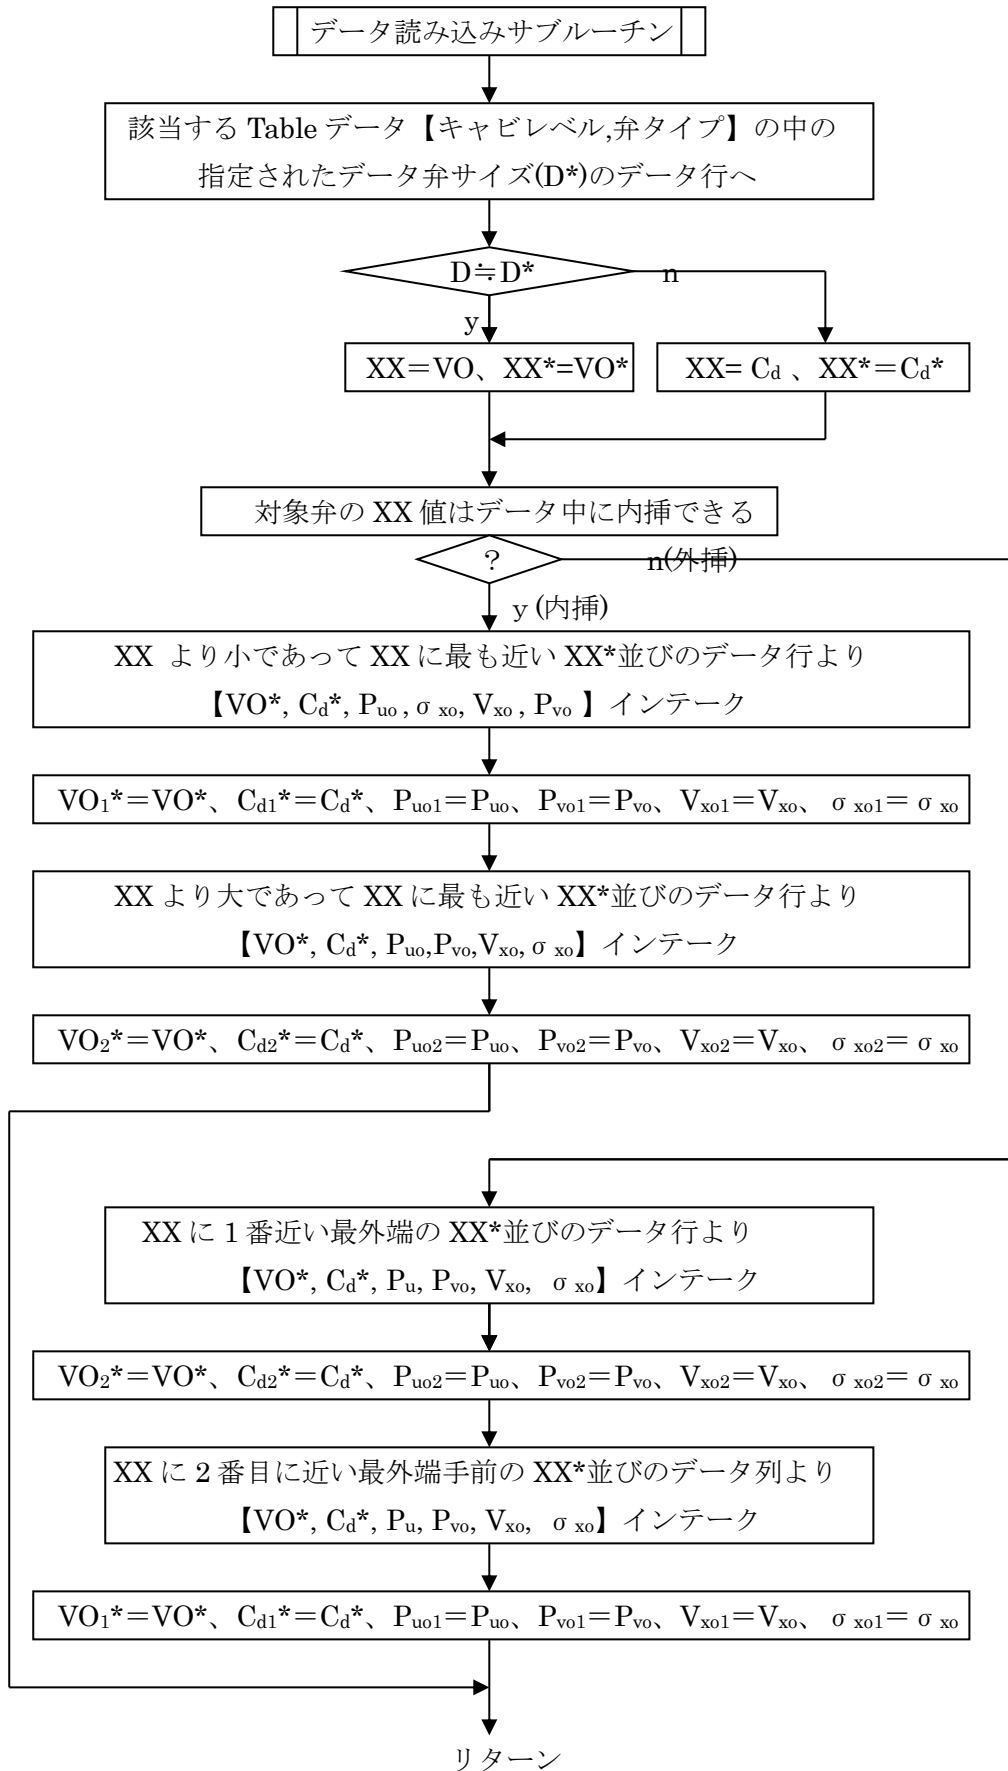 データ読み込みサブルーチン
該当する Table データ【キャビレベル,弁タイプ】の中の
指定されたデータ弁サイズ(D*)のデータ行へ
D≒D*
n
y
XX＝VO、XX*=VO*
XX= Cd 、XX*＝Cd*
対象弁の XX 値はデータ中に内挿できる
？
n(外挿)
y (内挿)
XX より小であって XX に最も近い XX*並びのデータ行より
【VO*, Cd*, Puo , σ xo, Vxo , Pvo 】インテーク
VO1*＝VO*、Cd1*＝Cd*、Puo1＝Puo、Pvo1＝Pvo、Vxo1＝Vxo、σ xo1＝ σ xo
XX より大であって XX に最も近い XX*並びのデータ行より
【VO*, Cd*, Puo,Pvo,Vxo, σ xo】インテーク
VO2*＝VO*、Cd2*＝Cd*、Puo2＝Puo、Pvo2＝Pvo、Vxo2＝Vxo、σ xo2＝ σ xo
XX に 1 番近い最外端の XX*並びのデータ行より
【VO*, Cd*, Pu, Pvo, Vxo, σ xo】インテーク
VO2*＝VO*、Cd2*＝Cd*、Puo2＝Puo、Pvo2＝Pvo、Vxo2＝Vxo、σ xo2＝ σ xo
XX に 2 番目に近い最外端手前の XX*並びのデータ列より
【VO*, Cd*, Pu, Pvo, Vxo, σ xo】インテーク
VO1*＝VO*、Cd1*＝Cd*、Puo1＝Puo、Pvo1＝Pvo、Vxo1＝Vxo、σ xo1＝ σ xo
リターン